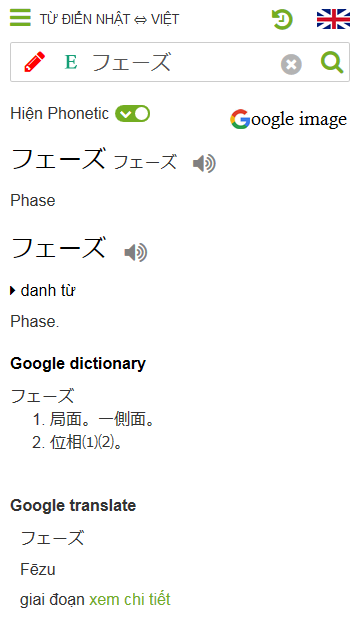 TỪ ĐIỂN NHẬT ⇔ VIỆT
E フェーズ
Hiện Phonetic
Google image
フェーズ フェーズ
Phase
フェーズ
danh từ
Phase.
Google dictionary
フェーズ
1. 局面。一側面。
2. 位相⑴⑵。
Google translate
フェーズ
Fēzu
giai đoạn xem chi tiết